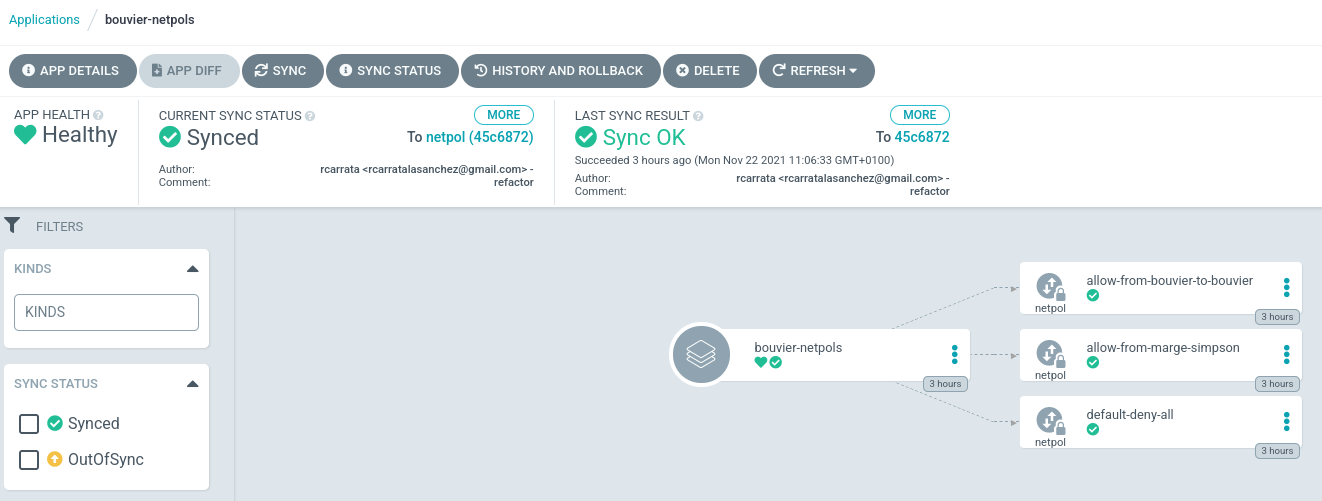 Applications / bouvier-netpols
APP DETAILS APP DIFF SYNC SYNC STATUS HISTORY AND ROLLBACK DELETE REFRESH
APP HEALTH
Healthy
CURRENT SYNC STATUS MORE
Synced To netpol (45c6872)
Author: rcarrata <rcarratalasanchez@gmail.com> -
Comment: refactor
LAST SYNC RESULT MORE
Sync OK To 45c6872
Succeeded 3 hours ago (Mon Nov 22 2021 11:06:33 GMT+0100)
Author: rcarrata <rcarratalasanchez@gmail.com> -
Comment: refactor
FILTERS
KINDS
KINDS
SYNC STATUS
Synced
OutOfSync
bouvier-netpols
3 hours
allow-from-bouvier-to-bouvier
netpol
3 hours
allow-from-marge-simpson
netpol
3 hours
default-deny-all
netpol
3 hours